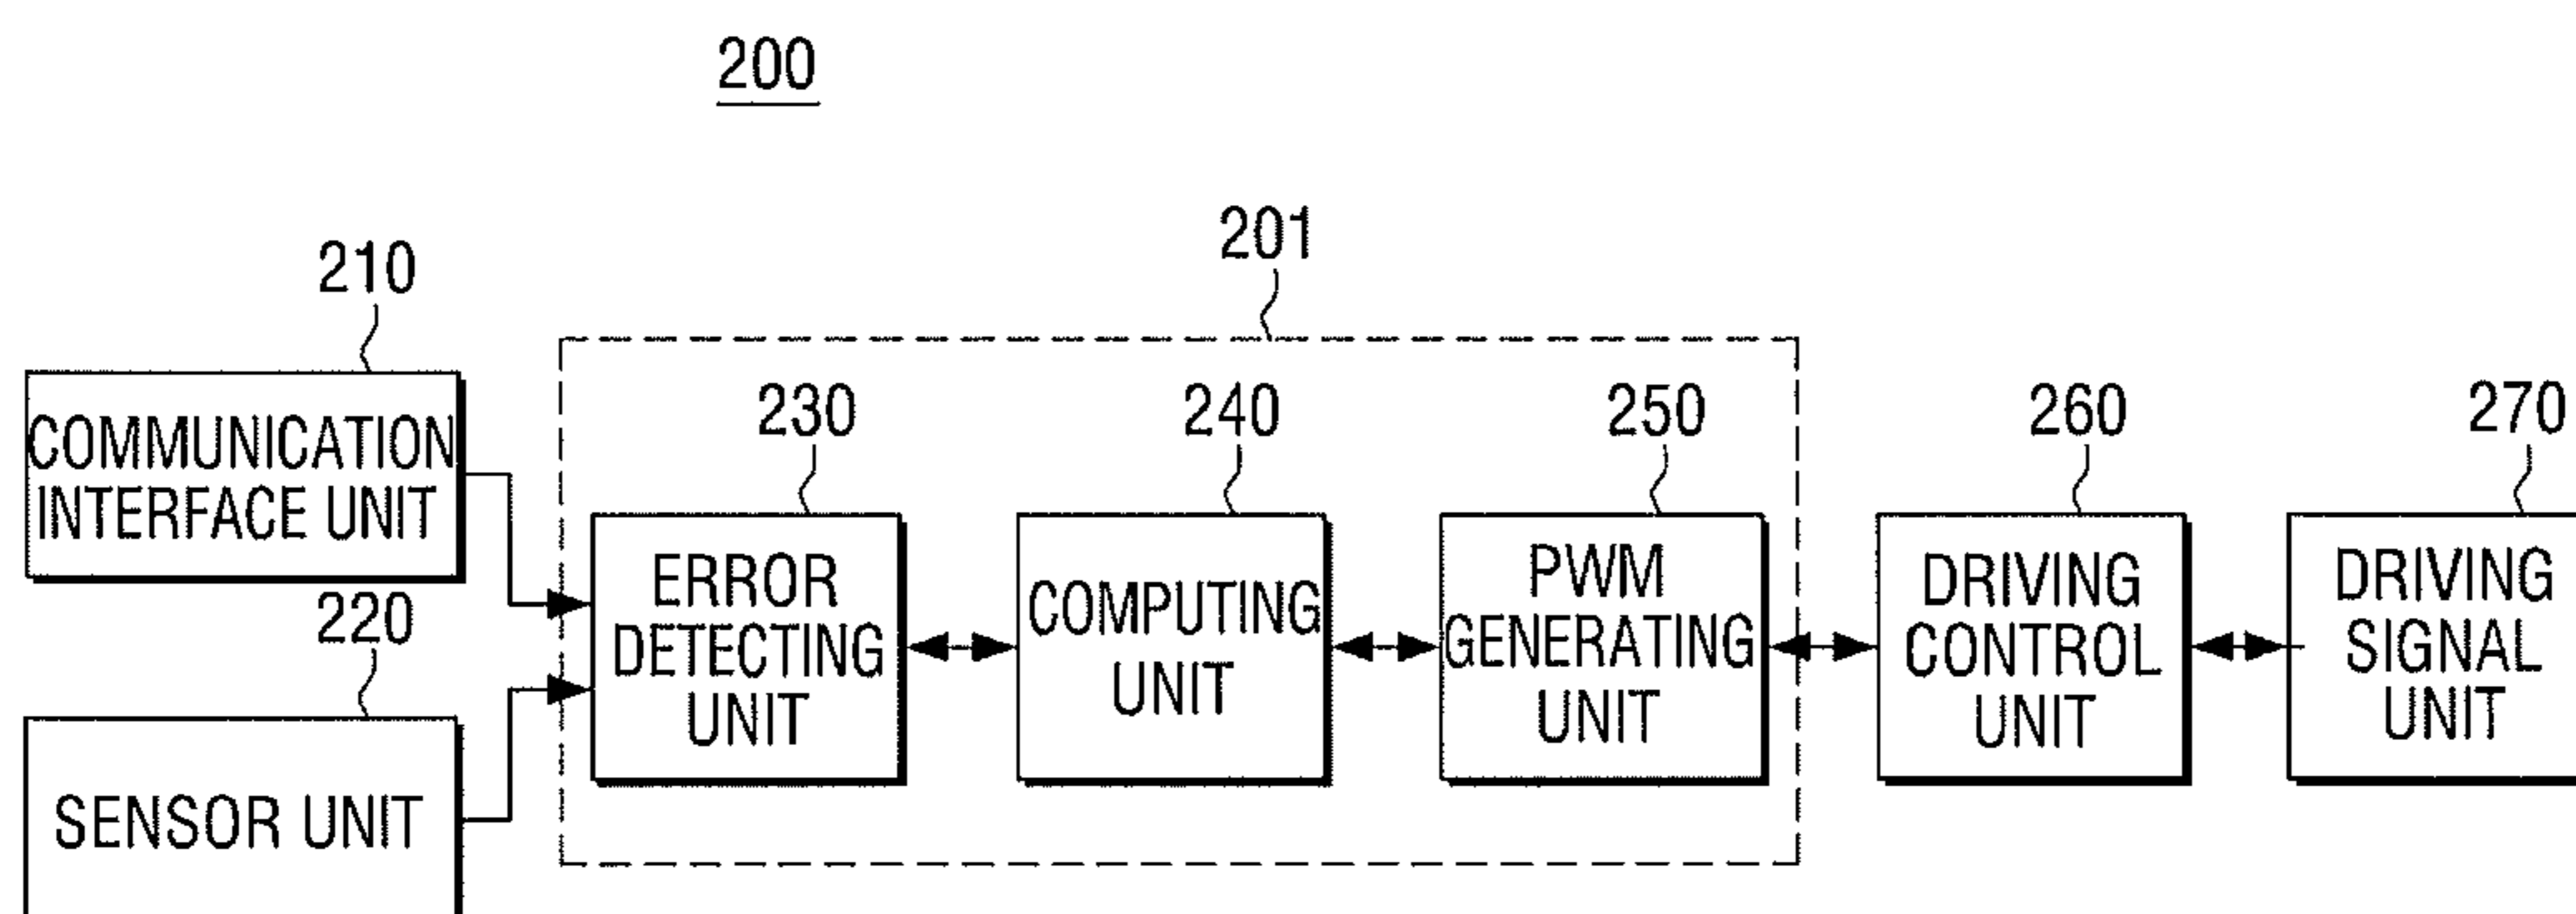 200
201
210
COMMUNICATION
INTERFACE UNIT
220
SENSOR UNIT
230
ERROR
DETECTING
UNIT
240
COMPUTING
UNIT
250
PWM
GENERATING
UNIT
260
DRIVING
CONTROL
UNIT
270
DRIVING
SIGNAL
UNIT